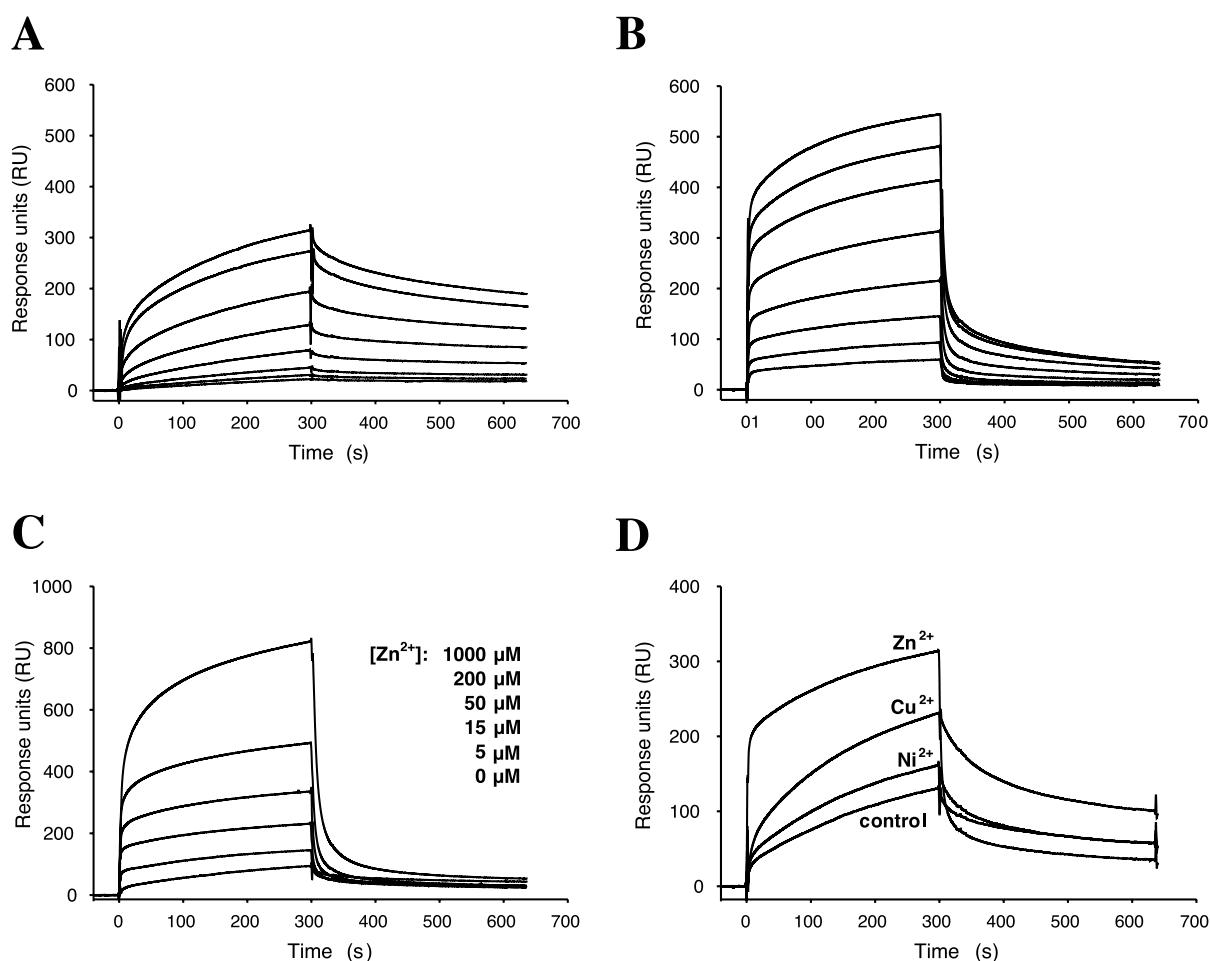 A
600
500
400
300
200
100
0
Response units (RU)
0 100 200 300 400 500 600 700
Time (s)
B
600
500
400
300
200
100
0
Response units (RU)
01 00 200 300 400 500 600 700
Time (s)
C
1000
800
600
400
200
0
Response units (RU)
[Zn2+]: 1000 µM
200 µM
50 µM
15 µM
5 µM
0 µM
0 100 200 300 400 500 600 700
Time (s)
D
400
300
200
100
0
Response units (RU)
Zn2+
Cu2+
Ni2+
control
0 100 200 300 400 500 600 700
Time (s)